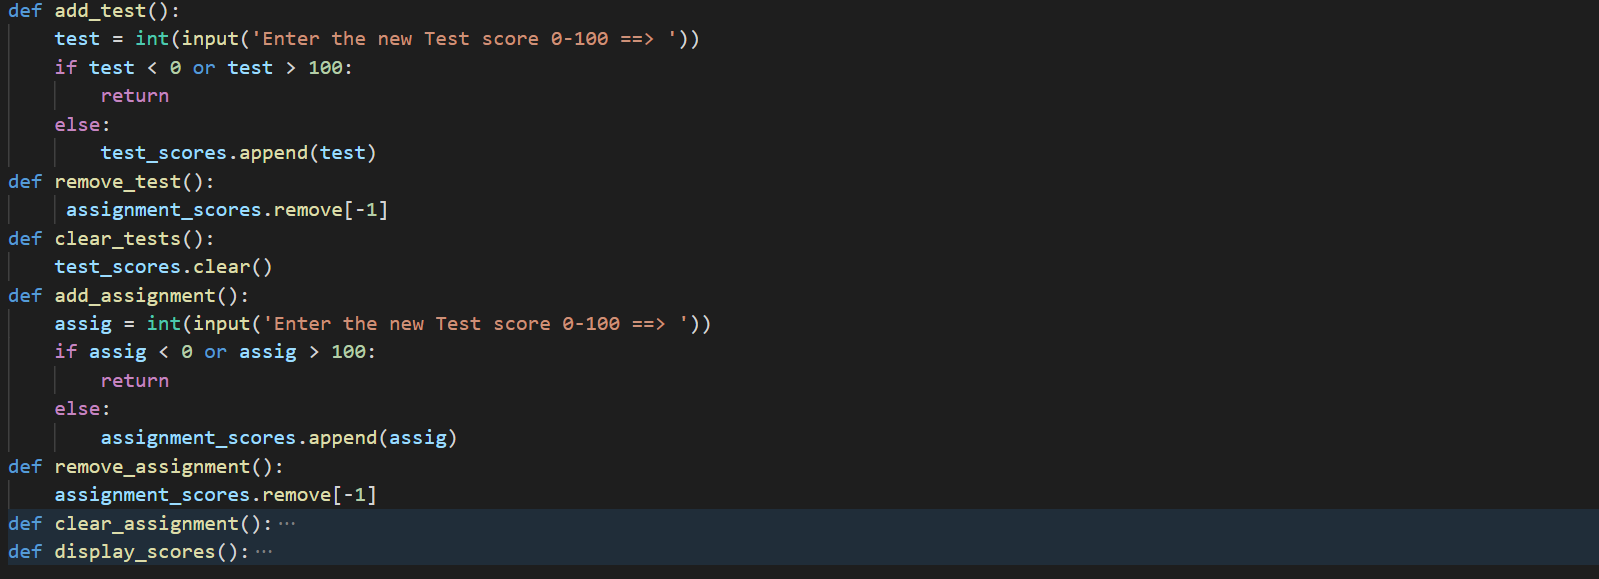 def add_test():
    test = int(input('Enter the new Test score 0-100 ==> '))
    if test < 0 or test > 100:
        return
    else:
        test_scores.append(test)
def remove_test():
     assignment_scores.remove[-1]
def clear_tests():
    test_scores.clear()
def add_assignment():
    assig = int(input('Enter the new Test score 0-100 ==> '))
    if assig < 0 or assig > 100:
        return
    else:
        assignment_scores.append(assig)
def remove_assignment():
    assignment_scores.remove[-1]
def clear_assignment():···
def display_scores():···